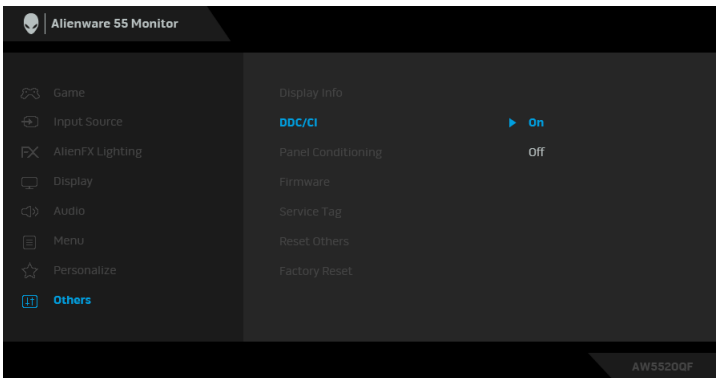 Alienware 55 Monitor
Game
Input Source
FX AlienFX Lighting
Display
Audio
Menu
Personalize
Others
Display Info
DDC/CI
On
Panel Conditioning
Off
Firmware
Service Tag
Reset Others
Factory Reset
AW5520QF